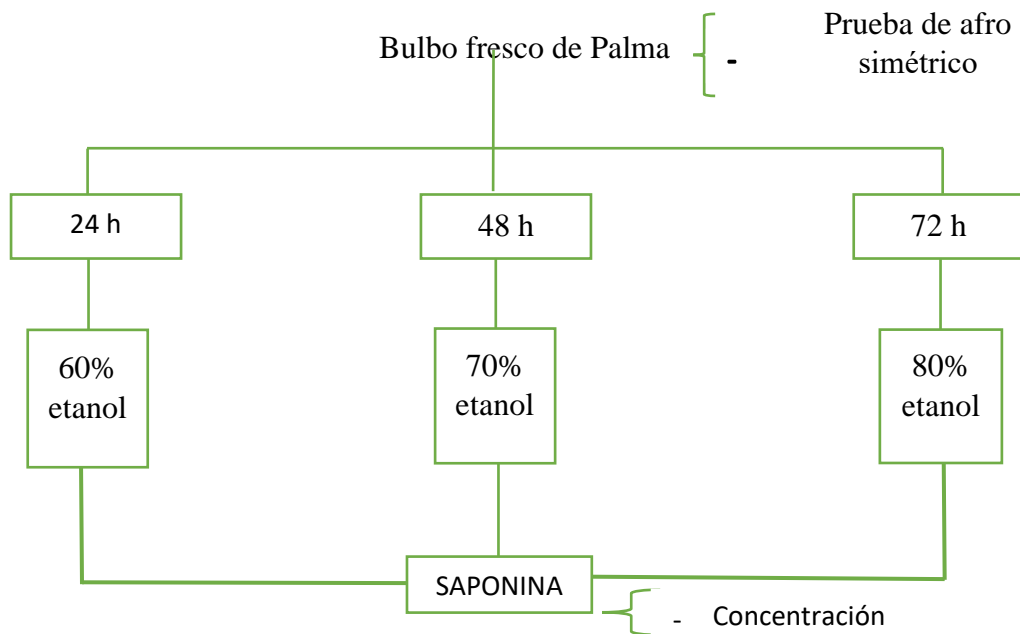 Bulbo fresco de Palma
- Prueba de afro
simétrico
24 h
48 h
72 h
60%
etanol
70%
etanol
80%
etanol
SAPONINA
- Concentración